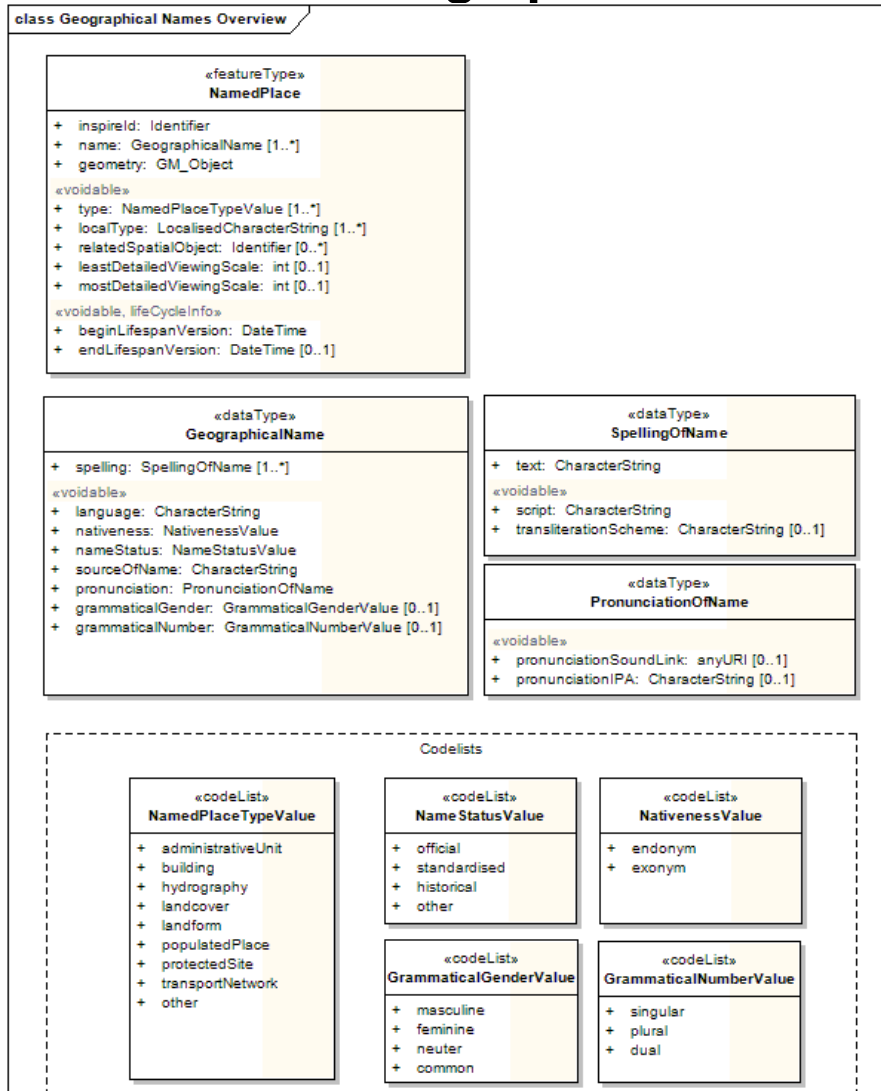 class Geographical Names Overview
«featureType»
NamedPlace
+ inspireId: Identifier
+ name: GeographicalName [1..*]
+ geometry: GM_Object
«voidable»
+ type: NamedPlaceTypeValue [1..*]
+ localType: LocalisedCharacterString [1..*]
+ relatedSpatialObject: Identifier [0..*]
+ leastDetailedViewingScale: int [0..1]
+ mostDetailedViewingScale: int [0..1]
«voidable, lifeCycleInfo»
+ beginLifespanVersion: DateTime
+ endLifespanVersion: DateTime [0..1]
«dataType»
GeographicalName
+ spelling: SpellingOfName [1..*]
«voidable»
+ language: CharacterString
+ nativeness: NativenessValue
+ nameStatus: NameStatusValue
+ sourceOfName: CharacterString
+ pronunciation: PronunciationOfName
+ grammaticalGender: GrammaticalGenderValue [0..1]
+ grammaticalNumber: GrammaticalNumberValue [0..1]
«dataType»
SpellingOfName
+ text: CharacterString
«voidable»
+ script: CharacterString
+ transliterationScheme: CharacterString [0..1]
«dataType»
PronunciationOfName
«voidable»
+ pronunciationSoundLink: anyURI [0..1]
+ pronunciationIPA: CharacterString [0..1]
Codelists
«codeList»
NamedPlaceTypeValue
+ administrativeUnit
+ building
+ hydrography
+ landcover
+ landform
+ populatedPlace
+ protectedSite
+ transportNetwork
+ other
«codeList»
NameStatusValue
+ official
+ standardised
+ historical
+ other
«codeList»
NativenessValue
+ endonym
+ exonym
«codeList»
GrammaticalGenderValue
+ masculine
+ feminine
+ neuter
+ common
«codeList»
GrammaticalNumberValue
+ singular
+ plural
+ dual